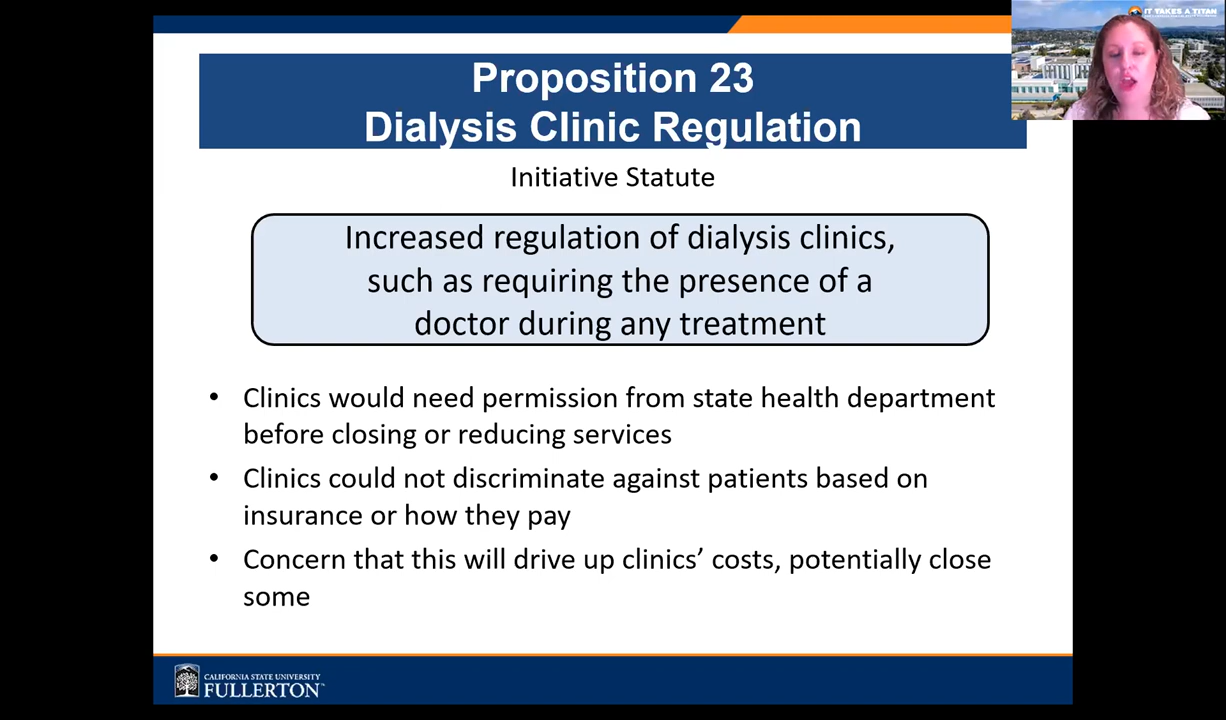 IT TAKES A TITAN
Proposition 23
Dialysis Clinic Regulation
Initiative Statute
Increased regulation of dialysis clinics,
such as requiring the presence of a
doctor during any treatment
• Clinics would need permission from state health department
before closing or reducing services
• Clinics could not discriminate against patients based on
insurance or how they pay
• Concern that this will drive up clinics’ costs, potentially close
some
CALIFORNIA STATE UNIVERSITY
FULLERTON™